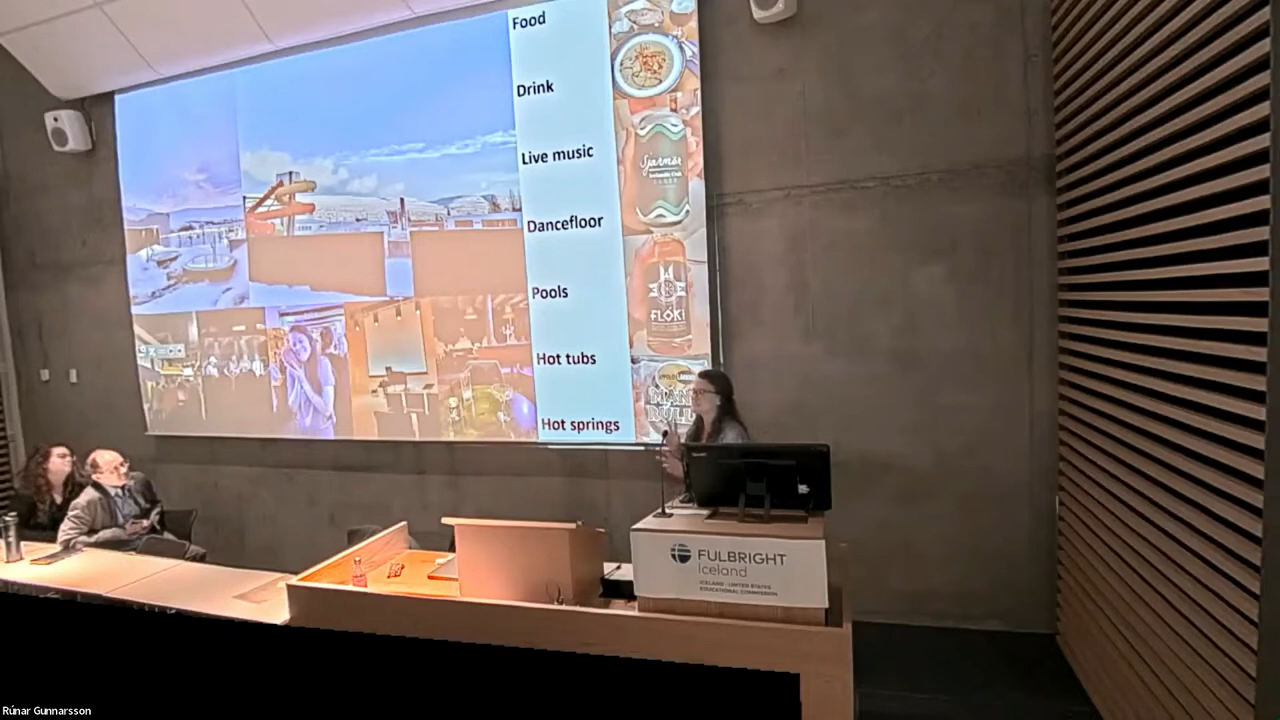 Food
Drink
Live music
Dancefloor
Pools
Hot tubs
Hot springs
FLÓKI
FULBRIGHT
Iceland
ICELAND - UNITED STATES
EDUCATIONAL COMMISSION
Rúnar Gunnarsson